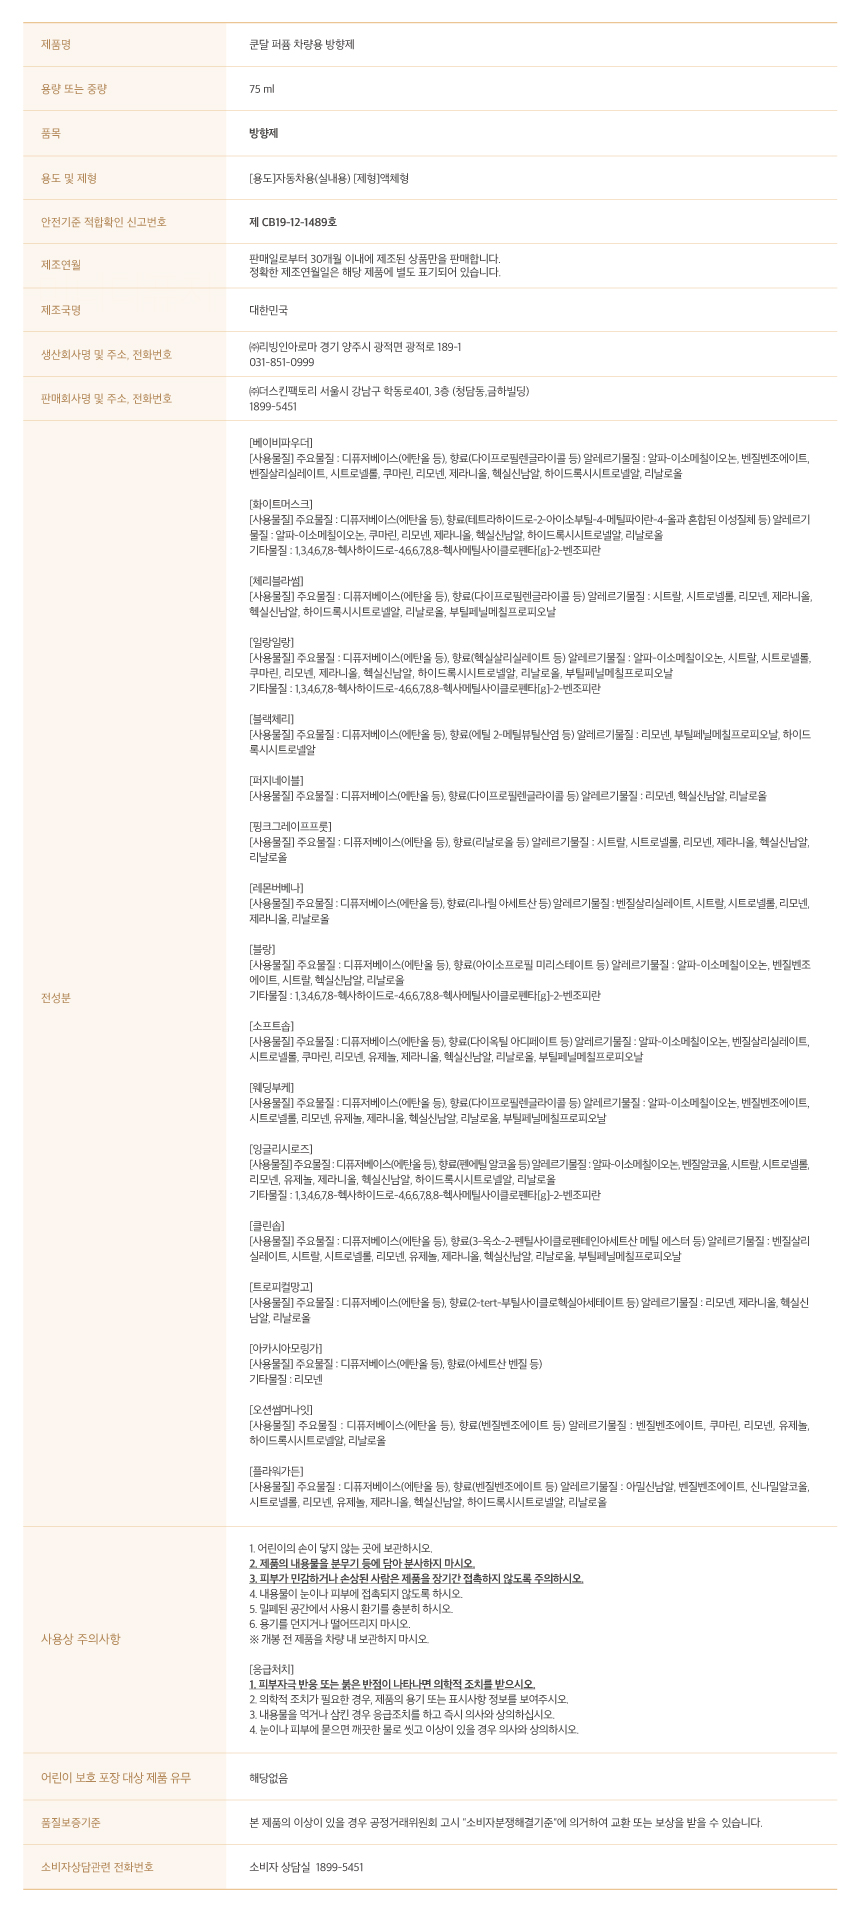 제품명
쿤달 퍼퓸 차량용 방향제
용량 또는 중량
75 ml
품목
방향제
용도 및 제형
[용도]자동차용(실내용) [제형]액체형
안전기준 적합확인 신고번호
제 CB19-12-1489호
제조연월
판매일로부터 30개월 이내에 제조된 상품만을 판매합니다.
정확한 제조연월일은 해당 제품에 별도 표기되어 있습니다.
제조국명
대한민국
생산회사명 및 주소, 전화번호
㈜리빙인아로마 경기 양주시 광적면 광적로 189-1
031-851-0999
판매회사명 및 주소, 전화번호
㈜더스킨팩토리 서울시 강남구 학동로401, 3층 (청담동,금하빌딩)
1899-5451
전성분
[베이비파우더]
[사용물질] 주요물질 : 디퓨저베이스(에탄올 등), 향료(다이프로필렌글라이콜 등) 알레르기물질 : 알파-이소메칠이오논, 벤질벤조에이트,
벤질살리실레이트, 시트로넬롤, 쿠마린, 리모넨, 제라니올, 헥실신남알, 하이드록시시트로넬알, 리날로올
[화이트머스크]
[사용물질] 주요물질 : 디퓨저베이스(에탄올 등), 향료(테트라하이드로-2-아이소부틸-4-메틸파이란-4-올과 혼합된 이성질체 등) 알레르기
물질 : 알파-이소메칠이오논, 쿠마린, 리모넨, 제라니올, 헥실신남알, 하이드록시시트로넬알, 리날로올
기타물질 : 1,3,4,6,7,8-헥사하이드로-4,6,6,7,8,8-헥사메틸사이클로펜타[g]-2-벤조피란
[체리블라썸]
[사용물질] 주요물질 : 디퓨저베이스(에탄올 등), 향료(다이프로필렌글라이콜 등) 알레르기물질 : 시트랄, 시트로넬롤, 리모넨, 제라니올,
헥실신남알, 하이드록시시트로넬알, 리날로올, 부틸페닐메칠프로피오날
[일랑일랑]
[사용물질] 주요물질 : 디퓨저베이스(에탄올 등), 향료(헥실살리실레이트 등) 알레르기물질 : 알파-이소메칠이오논, 시트랄, 시트로넬롤,
쿠마린, 리모넨, 제라니올, 헥실신남알, 하이드록시시트로넬알, 리날로올, 부틸페닐메칠프로피오날
기타물질 : 1,3,4,6,7,8-헥사하이드로-4,6,6,7,8,8-헥사메틸사이클로펜타[g]-2-벤조피란
[블랙체리]
[사용물질] 주요물질 : 디퓨저베이스(에탄올 등), 향료(에틸 2-메틸뷰틸산염 등) 알레르기물질 : 리모넨, 부틸페닐메칠프로피오날, 하이드
록시시트로넬알
[퍼지네이블]
[사용물질] 주요물질 : 디퓨저베이스(에탄올 등), 향료(다이프로필렌글라이콜 등) 알레르기물질 : 리모넨, 헥실신남알, 리날로올
[핑크그레이프프룻]
[사용물질] 주요물질 : 디퓨저베이스(에탄올 등), 향료(리날로올 등) 알레르기물질 : 시트랄, 시트로넬롤, 리모넨, 제라니올, 헥실신남알,
리날로올
[레몬버베나]
[사용물질] 주요물질 : 디퓨저베이스(에탄올 등), 향료(리나릴 아세트산 등) 알레르기물질 : 벤질살리실레이트, 시트랄, 시트로넬롤, 리모넨,
제라니올, 리날로올
[블랑]
[사용물질] 주요물질 : 디퓨저베이스(에탄올 등), 향료(아이소프로필 미리스테이트 등) 알레르기물질 : 알파-이소메칠이오논, 벤질벤조
에이트, 시트랄, 헥실신남알, 리날로올
기타물질 : 1,3,4,6,7,8-헥사하이드로-4,6,6,7,8,8-헥사메틸사이클로펜타[g]-2-벤조피란
[소프트솝]
[사용물질] 주요물질 : 디퓨저베이스(에탄올 등), 향료(다이옥틸 아디페이트 등) 알레르기물질 : 알파-이소메칠이오논, 벤질살리실레이트,
시트로넬롤, 쿠마린, 리모넨, 유제놀, 제라니올, 헥실신남알, 리날로올, 부틸페닐메칠프로피오날
[웨딩부케]
[사용물질] 주요물질 : 디퓨저베이스(에탄올 등), 향료(다이프로필렌글라이콜 등) 알레르기물질 : 알파-이소메칠이오논, 벤질벤조에이트,
시트로넬롤, 리모넨, 유제놀, 제라니올, 헥실신남알, 리날로올, 부틸페닐메칠프로피오날
[잉글리시로즈]
[사용물질] 주요물질 : 디퓨저베이스(에탄올 등), 향료(펜에틸 알코올 등) 알레르기물질 : 알파-이소메칠이오논, 벤질알코올, 시트랄, 시트로넬롤,
리모넨, 유제놀, 제라니올, 헥실신남알, 하이드록시시트로넬알, 리날로올
기타물질 : 1,3,4,6,7,8-헥사하이드로-4,6,6,7,8,8-헥사메틸사이클로펜타[g]-2-벤조피란
[클린솝]
[사용물질] 주요물질 : 디퓨저베이스(에탄올 등), 향료(3-옥소-2-펜틸사이클로펜테인아세트산 메틸 에스터 등) 알레르기물질 : 벤질살리
실레이트, 시트랄, 시트로넬롤, 리모넨, 유제놀, 제라니올, 헥실신남알, 리날로올, 부틸페닐메칠프로피오날
[트로피컬망고]
[사용물질] 주요물질 : 디퓨저베이스(에탄올 등), 향료(2-tert-부틸사이클로헥실아세테이트 등) 알레르기물질 : 리모넨, 제라니올, 헥실신
남알, 리날로올
[아카시아모링가]
[사용물질] 주요물질 : 디퓨저베이스(에탄올 등), 향료(아세트산 벤질 등)
기타물질 : 리모넨
[오션썸머나잇]
[사용물질] 주요물질 : 디퓨저베이스(에탄올 등), 향료(벤질벤조에이트 등) 알레르기물질 : 벤질벤조에이트, 쿠마린, 리모넨, 유제놀,
하이드록시시트로넬알, 리날로올
[플라워가든]
[사용물질] 주요물질 : 디퓨저베이스(에탄올 등), 향료(벤질벤조에이트 등) 알레르기물질 : 아밀신남알, 벤질벤조에이트, 신나밀알코올,
시트로넬롤, 리모넨, 유제놀, 제라니올, 헥실신남알, 하이드록시시트로넬알, 리날로올
사용상 주의사항
1. 어린이의 손이 닿지 않는 곳에 보관하시오.
2. 제품의 내용물을 분무기 등에 담아 분사하지 마시오.
3. 피부가 민감하거나 손상된 사람은 제품을 장기간 접촉하지 않도록 주의하시오.
4. 내용물이 눈이나 피부에 접촉되지 않도록 하시오.
5. 밀폐된 공간에서 사용시 환기를 충분히 하시오.
6. 용기를 던지거나 떨어뜨리지 마시오.
※ 개봉 전 제품을 차량 내 보관하지 마시오.
[응급처치]
1. 피부자극 반응 또는 붉은 반점이 나타나면 의학적 조치를 받으시오.
2. 의학적 조치가 필요한 경우, 제품의 용기 또는 표시사항 정보를 보여주시오.
3. 내용물을 먹거나 삼킨 경우 응급조치를 하고 즉시 의사와 상의하십시오.
4. 눈이나 피부에 묻으면 깨끗한 물로 씻고 이상이 있을 경우 의사와 상의하시오.
어린이 보호 포장 대상 제품 유무
해당없음
품질보증기준
본 제품의 이상이 있을 경우 공정거래위원회 고시 "소비자분쟁해결기준"에 의거하여 교환 또는 보상을 받을 수 있습니다.
소비자상담관련 전화번호
소비자 상담실 1899-5451